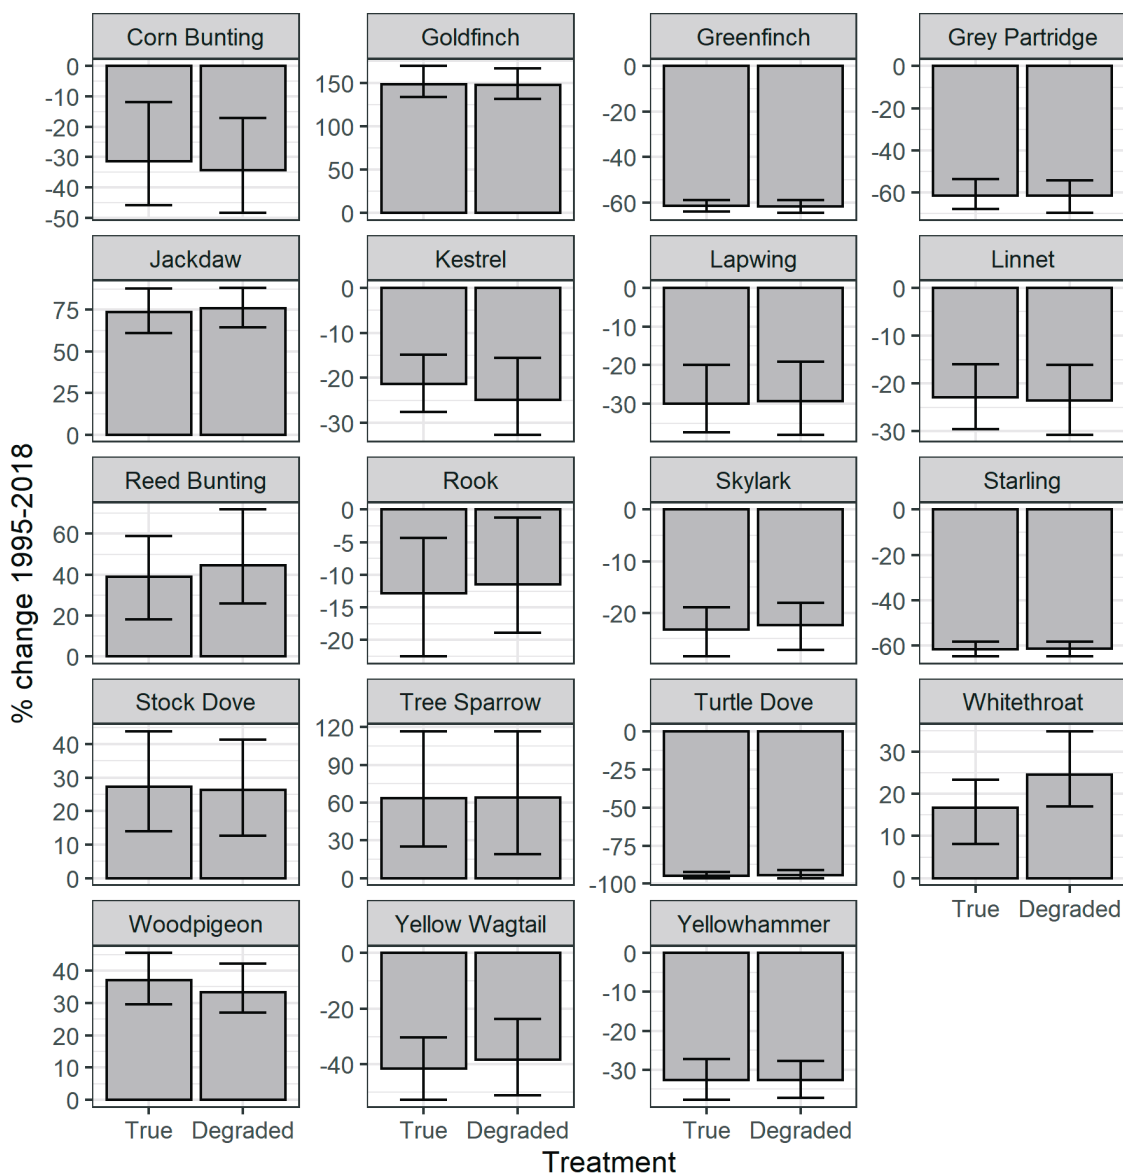 Corn Bunting Goldfinch Greenfinch Grey Partridge
0 150 0 0
-10 100 -20 -20
-20 50 -40 -40
-30 0 -60 -60
-40
-50
Jackdaw Kestrel Lapwing Linnet
75 0 0 0
50 -10 -10 -10
25 -20 -20 -20
0 -30 -30 -30
Reed Bunting Rook Skylark Starling
60 0 0 0
40 -5 -10 -20
20 -10 -20 -40
0 -15 -60
-20
Stock Dove Tree Sparrow Turtle Dove Whitethroat
40 120 0 30
30 90 -25 20
20 60 -50 10
10 30 -75 0
0 0 -100
True Degraded
Woodpigeon Yellow Wagtail Yellowhammer
40 0 0
30 -20 -10
20 -40 -20
10 -30
0
True Degraded True Degraded True Degraded
% change 1995-2018
Treatment